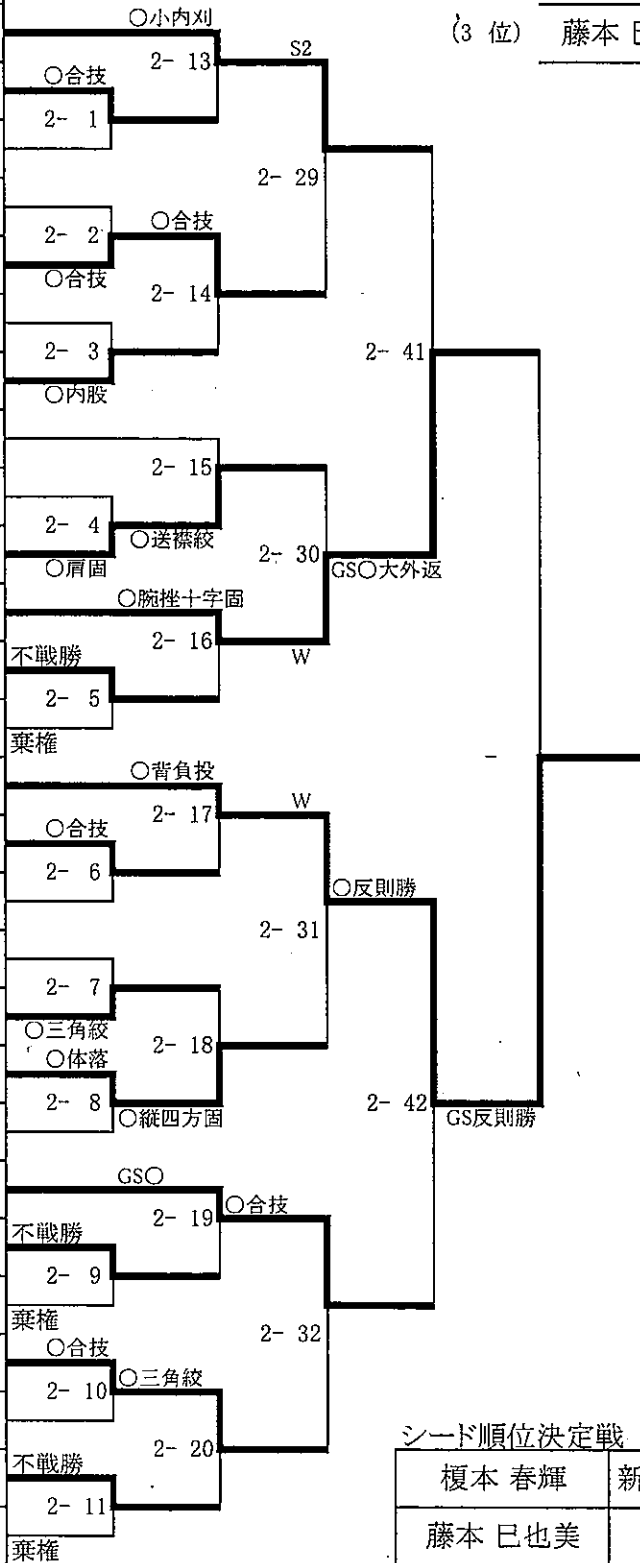 ○小内刈
(3 位) 藤本 巳
2- 13
S2
○合技
2- 1
2- 29
2- 2
○合技
○合技
2- 14
2- 3
2- 41
○内股
2- 15
2- 4
○送襟絞
2- 30
○肩固
GS○大外返
○腕挫十字固
2- 16
W
不戦勝
2- 5
棄権
○背負投
2- 17
W
○合技
2- 6
○反則勝
2- 31
2- 7
○三角絞
○体落
2- 18
2- 8
○縦四方固
2- 42
GS反則勝
GS○
2- 19
○合技
不戦勝
2- 9
棄権
2- 32
○合技
2- 10
○三角絞
2- 20
シード順位決定戦
不戦勝
2- 11
棄権
榎本 春輝
新
藤本 巳也美